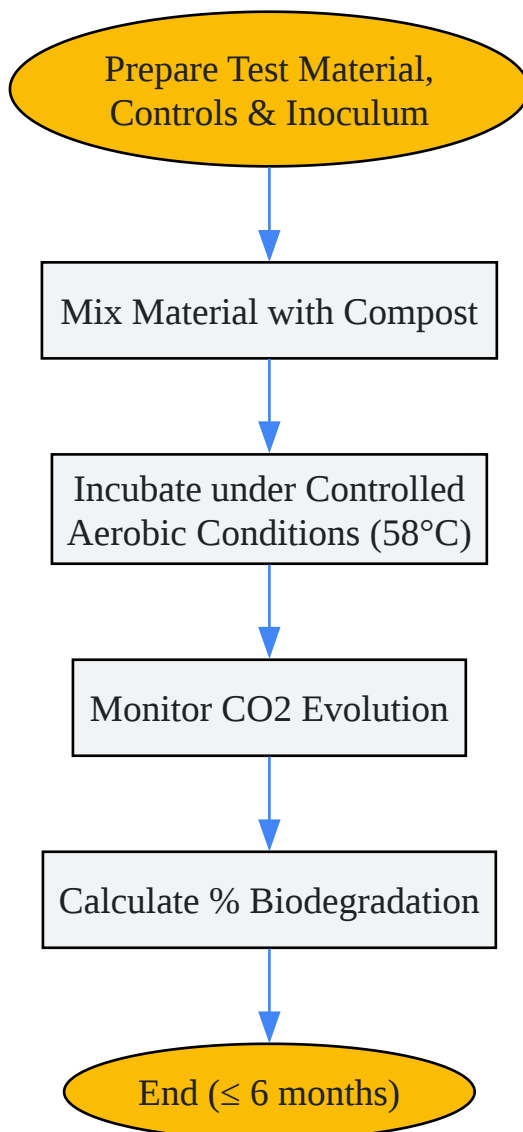 Prepare Test Material,
Controls & Inoculum
Mix Material with Compost
Incubate under Controlled
Aerobic Conditions (58°C)
Monitor CO2 Evolution
Calculate % Biodegradation
End (≤ 6 months)